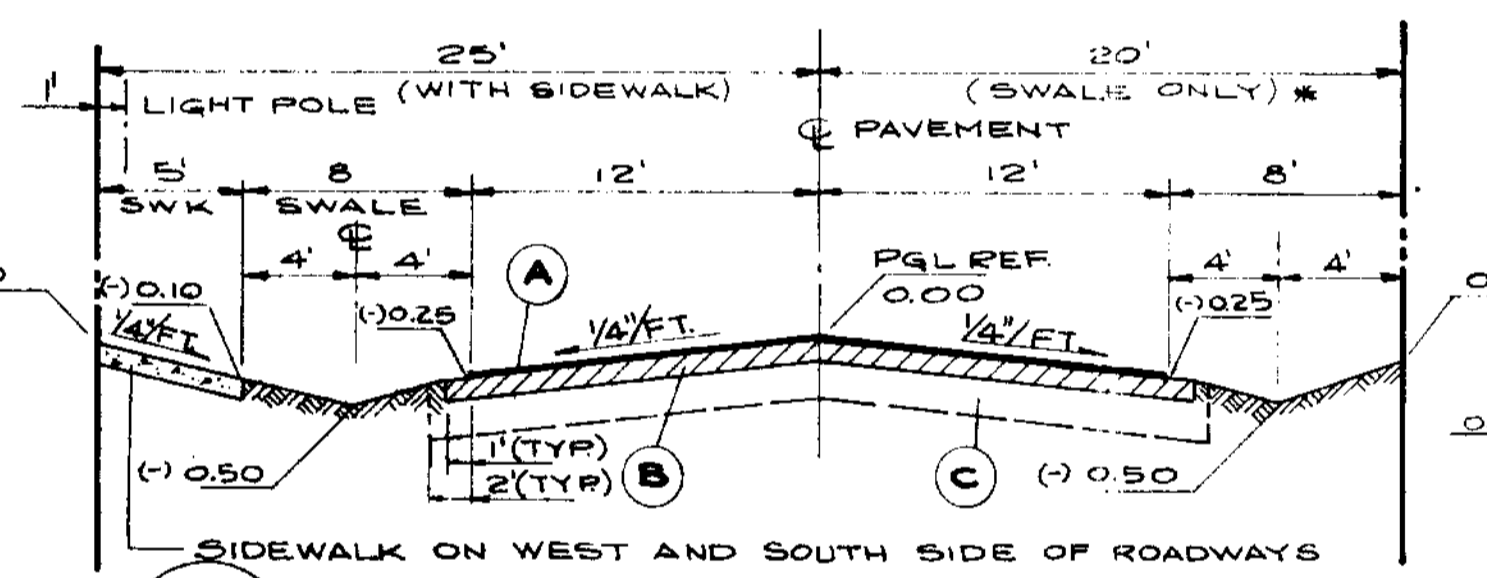 25'
20'
1'
LIGHT POLE
(WITH SIDEWALK)
(SWALE ONLY) *
℄ PAVEMENT
5'
8
12'
12'
8'
SWK
SWALE
℄
4'
4'
A
PGL REF.
0.00
4'
4'
(-) 0.10
(-) 0.25
(-) 0.25
1/4"/FT.
1/4"/FT.
1/4"/FT.
1'(TYP.)
2'(TYP.)
(-) 0.50
B
C
(-) 0.50
SIDEWALK ON WEST AND SOUTH SIDE OF ROADWAYS